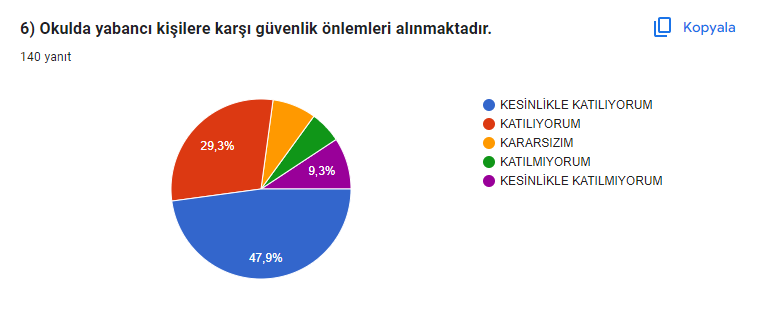 6) Okulda yabancı kişilere karşı güvenlik önlemleri alınmaktadır.
Kopyala
140 yanıt
KESİNLİKLE KATILIYORUM
KATILIYORUM
KARARSIZIM
KATILMIYORUM
KESİNLİKLE KATILMIYORUM
29,3%
9,3%
47,9%